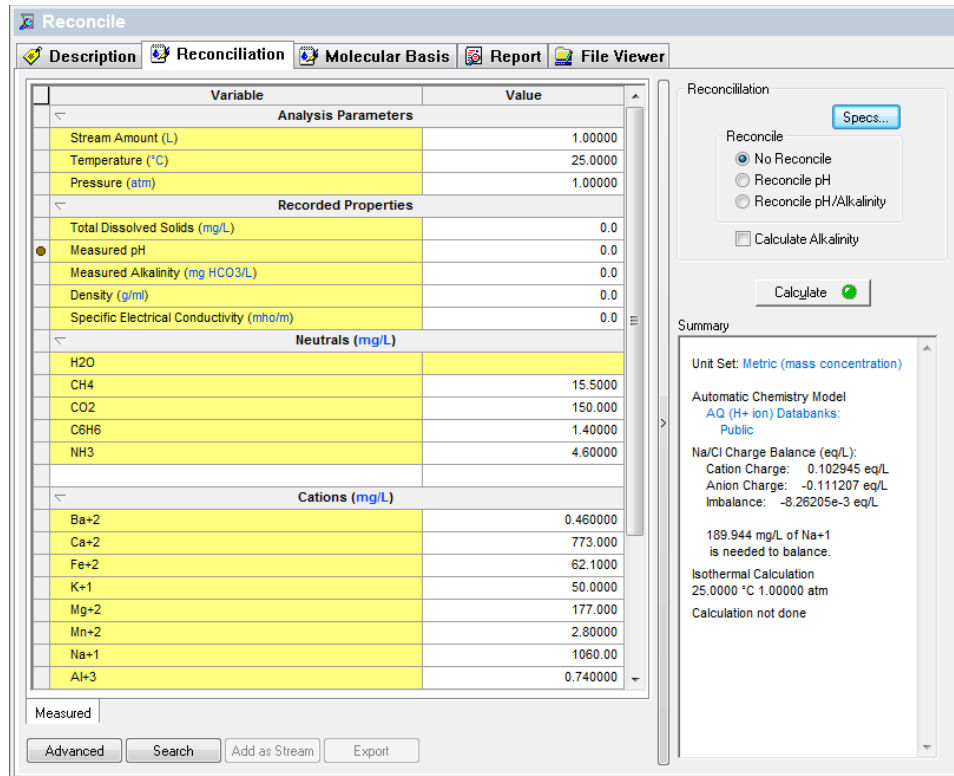 Reconcile
Description Reconciliation Molecular Basis Report File Viewer
Variable Value
Analysis Parameters
Stream Amount (L) 1.00000
Temperature (°C) 25.0000
Pressure (atm) 1.00000
Recorded Properties
Total Dissolved Solids (mg/L) 0.0
Measured pH 0.0
Measured Alkalinity (mg HCO3/L) 0.0
Density (g/ml) 0.0
Specific Electrical Conductivity (mho/m) 0.0
Neutrals (mg/L)
H2O
CH4 15.5000
CO2 150.000
C6H6 1.40000
NH3 4.60000
Cations (mg/L)
Ba+2 0.460000
Ca+2 773.000
Fe+2 62.1000
K+1 50.0000
Mg+2 177.000
Mn+2 2.80000
Na+1 1060.00
Al+3 0.740000
Measured
Advanced Search Add as Stream Export
Reconcililation
Specs...
Reconcile
No Reconcile
Reconcile pH
Reconcile pH/Alkalinity
Calculate Alkalinity
Calculate
Summary
Unit Set: Metric (mass concentration)
Automatic Chemistry Model
AQ (H+ ion) Databanks:
Public
Na/Cl Charge Balance (eq/L):
Cation Charge: 0.102945 eq/L
Anion Charge: -0.111207 eq/L
Imbalance: -8.26205e-3 eq/L
189.944 mg/L of Na+1
is needed to balance.
Isothermal Calculation
25.0000 °C 1.00000 atm
Calculation not done